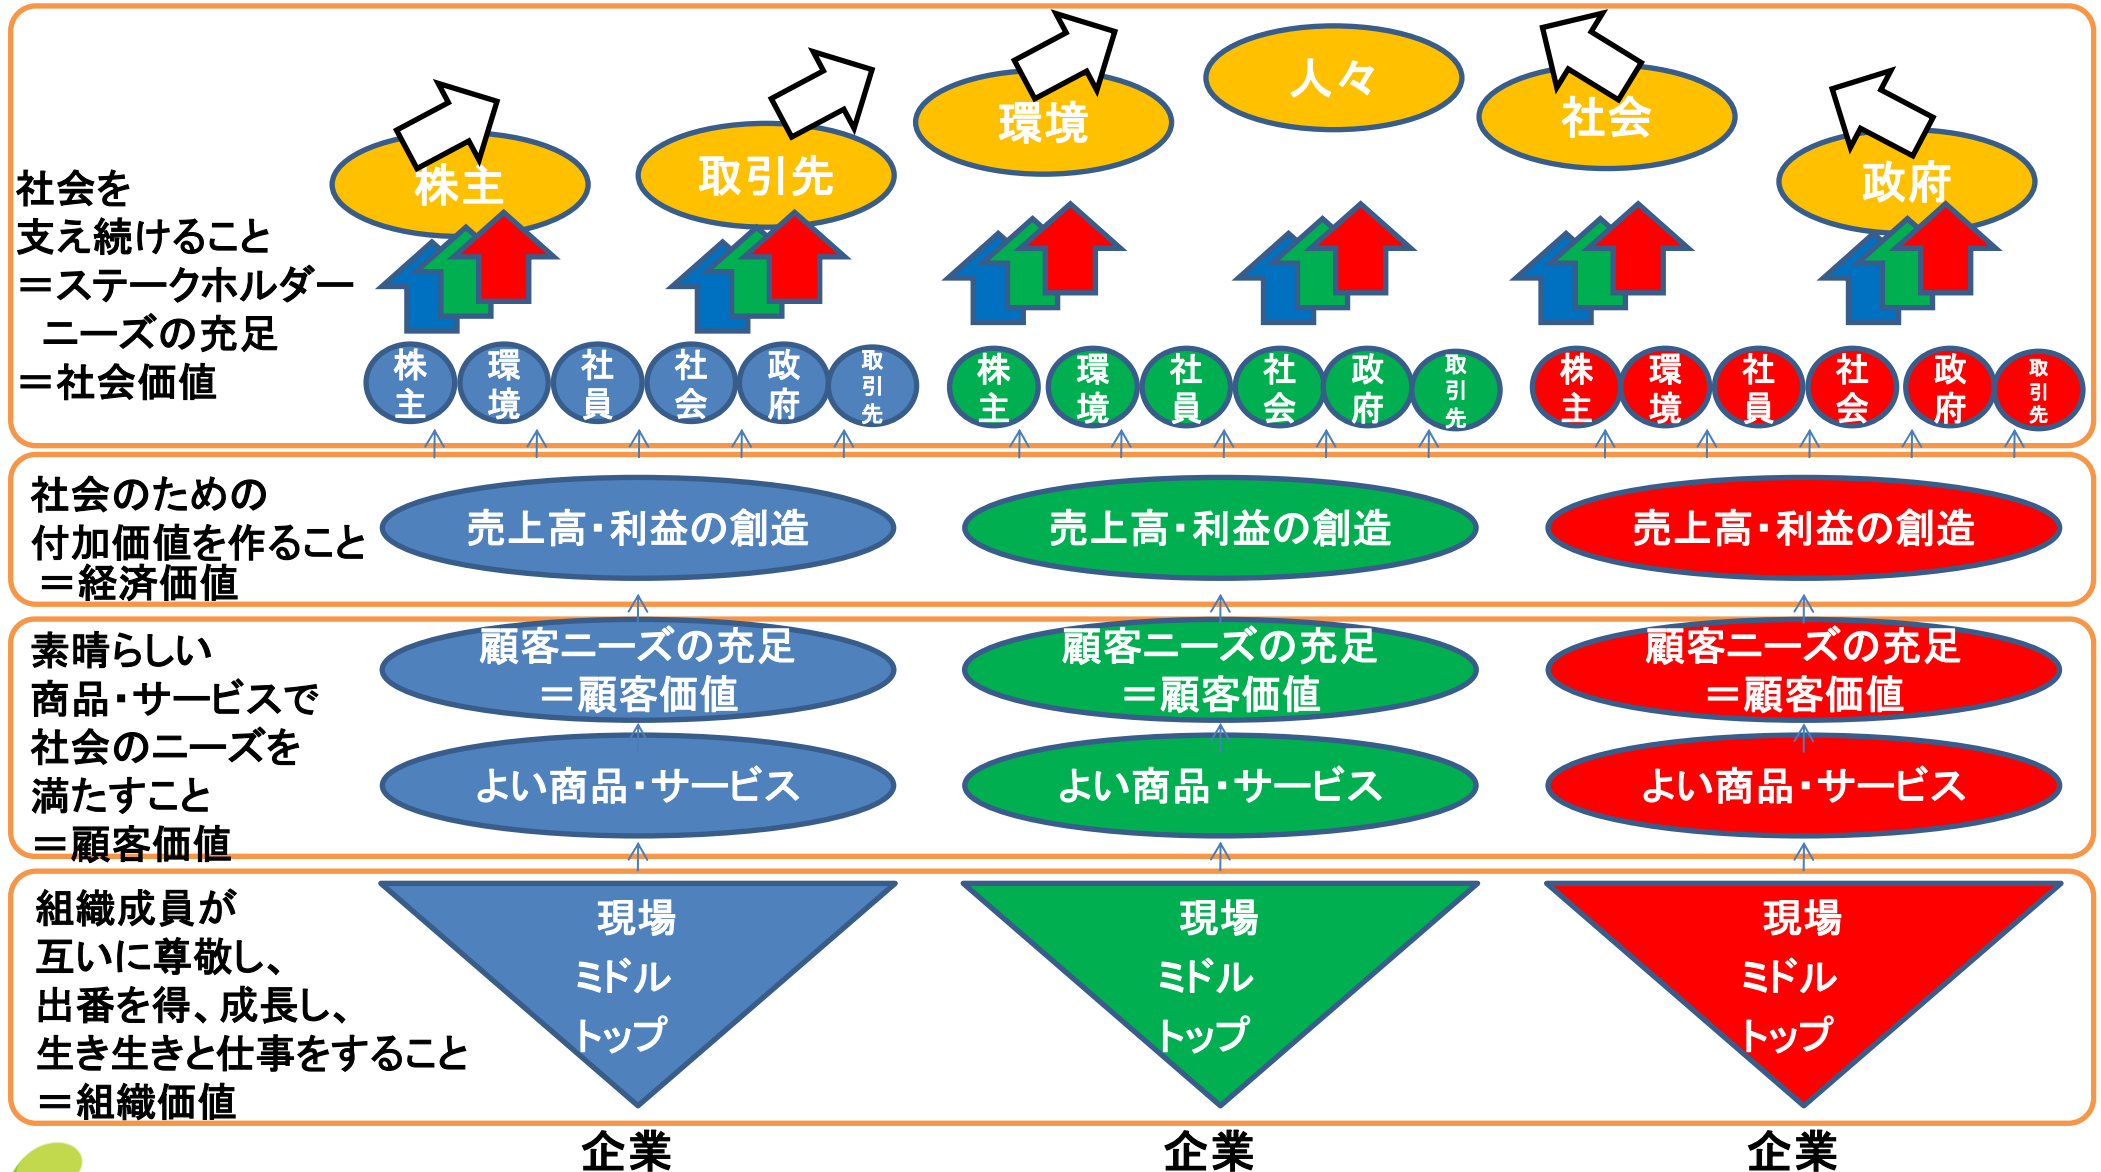 人々
環境
社会
株主
取引先
政府
社会を
支え続けること
＝ステークホルダー
ニーズの充足
＝社会価値
株主
環境
社員
社会
政府
取引先
株主
環境
社員
社会
政府
取引先
株主
環境
社員
社会
政府
取引先
社会のための
付加価値を作ること
＝経済価値
売上高・利益の創造
売上高・利益の創造
売上高・利益の創造
素晴らしい
商品・サービスで
社会のニーズを
満たすこと
＝顧客価値
顧客ニーズの充足
＝顧客価値
顧客ニーズの充足
＝顧客価値
顧客ニーズの充足
＝顧客価値
よい商品・サービス
よい商品・サービス
よい商品・サービス
組織成員が
互いに尊敬し、
出番を得、成長し、
生き生きと仕事をすること
＝組織価値
現場
ミドル
トップ
現場
ミドル
トップ
現場
ミドル
トップ
企業
企業
企業